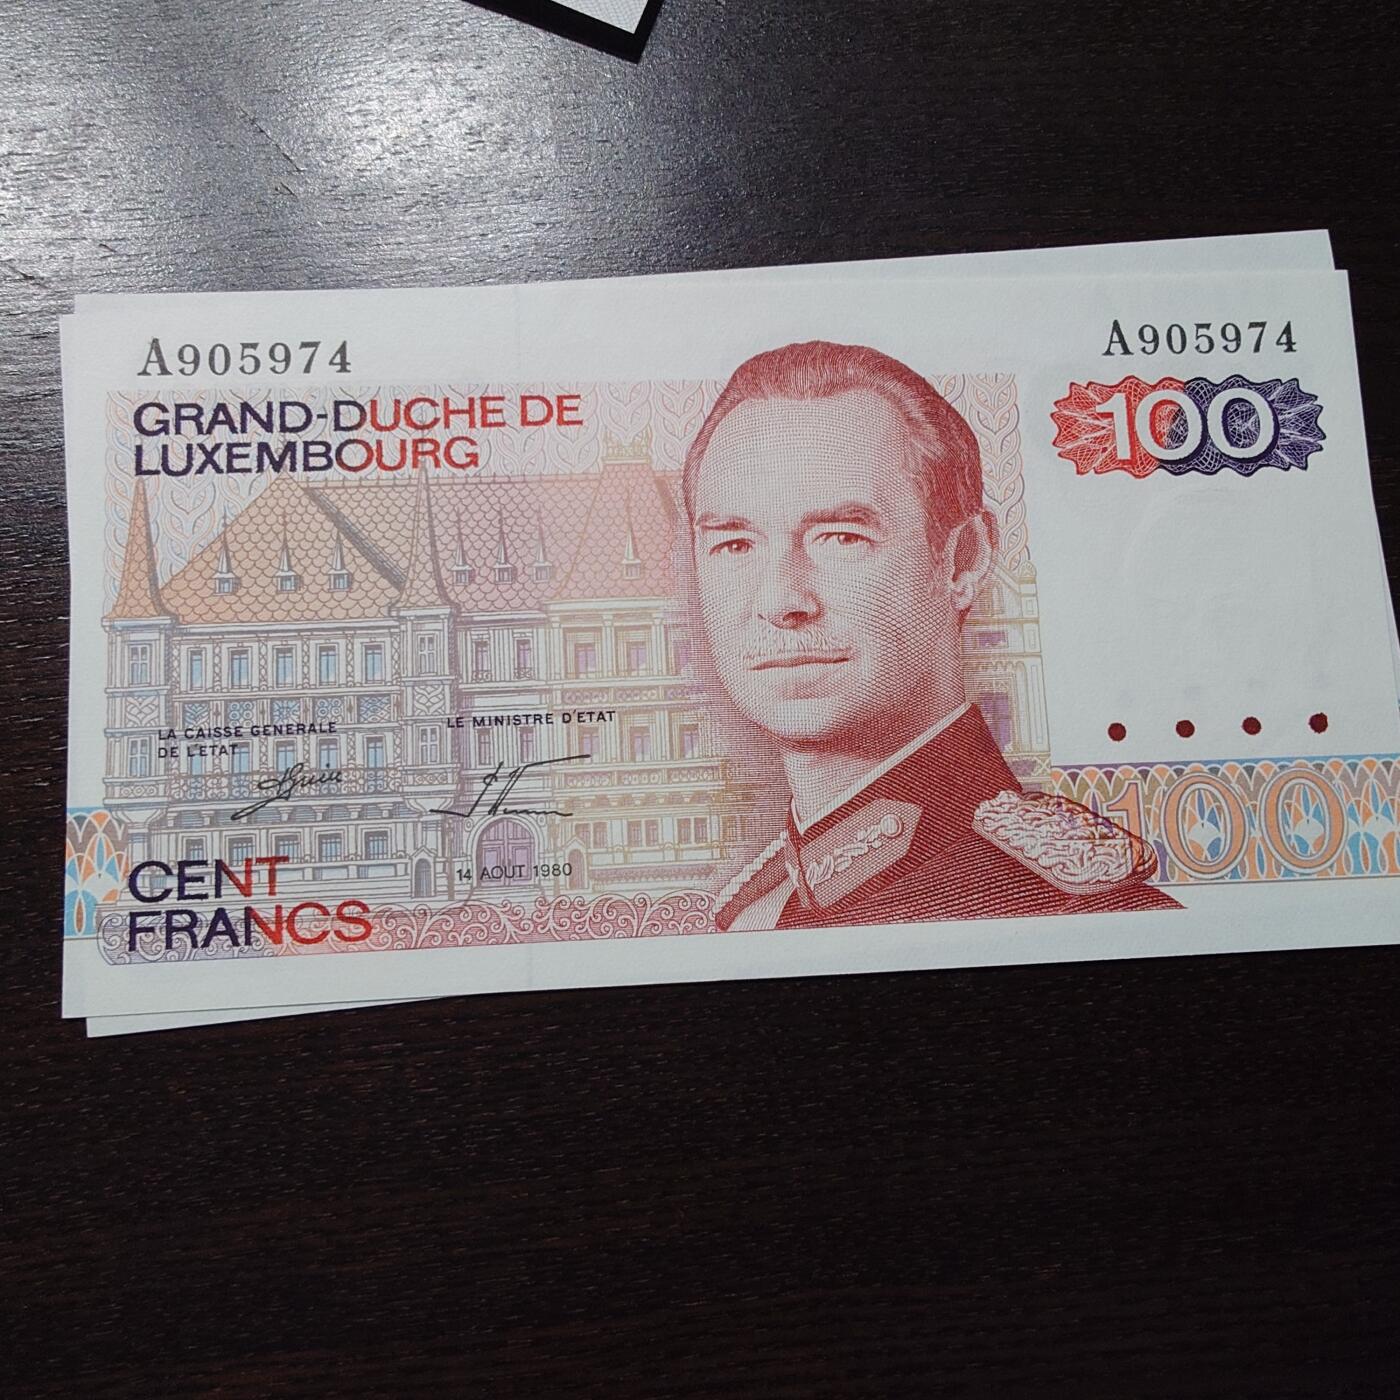 A905974
A905974
GRAND-DUCHE DE
LUXEMBOURG
100
LA CAISSE GENERALE
DE L'ETAT
LE MINISTRE D'ETAT
14 AOUT 1980
CENT
FRANCS
100